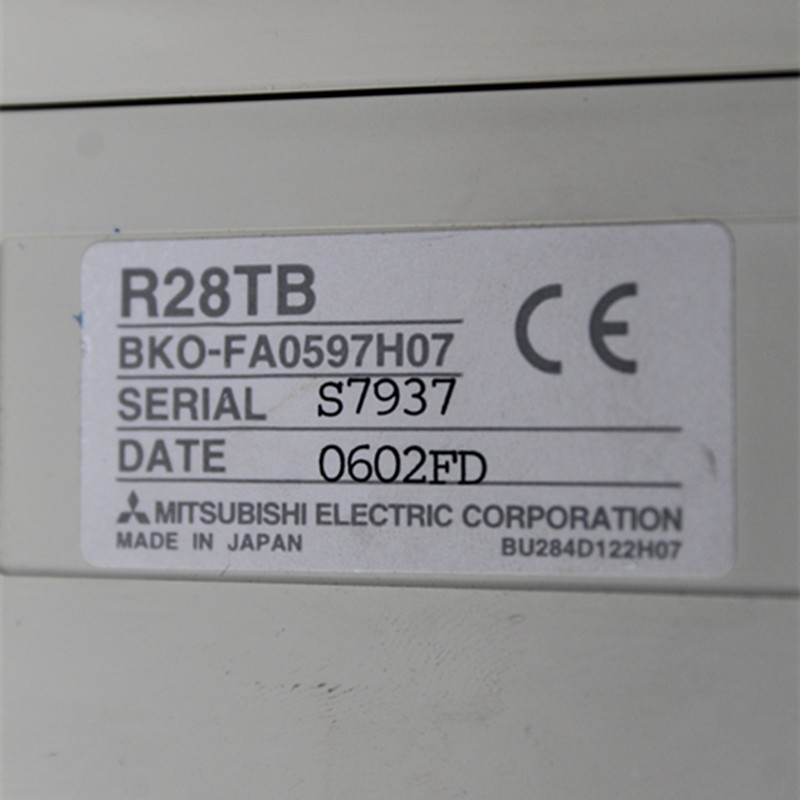 R28TB
CE
BKO-FA0597H07
SERIAL S7937
DATE 0602FD
MITSUBISHI ELECTRIC CORPORATION
MADE IN JAPAN BU284D122H07